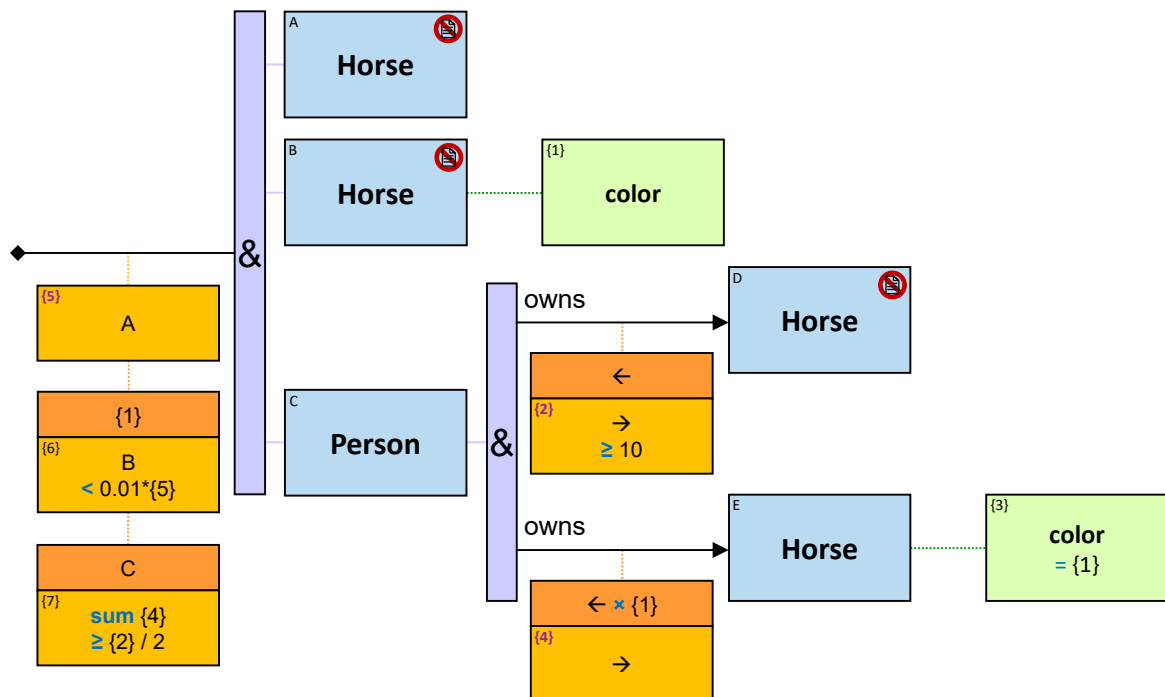 A
Horse
B
Horse
{1}
color
&
{5}
A
{1}
{6}
B
< 0.01*{5}
C
{7}
sum {4}
≥ {2} / 2
C
Person
&
owns
D
Horse
←
{2}
→
≥ 10
owns
E
Horse
{3}
color
= {1}
← × {1}
{4}
→